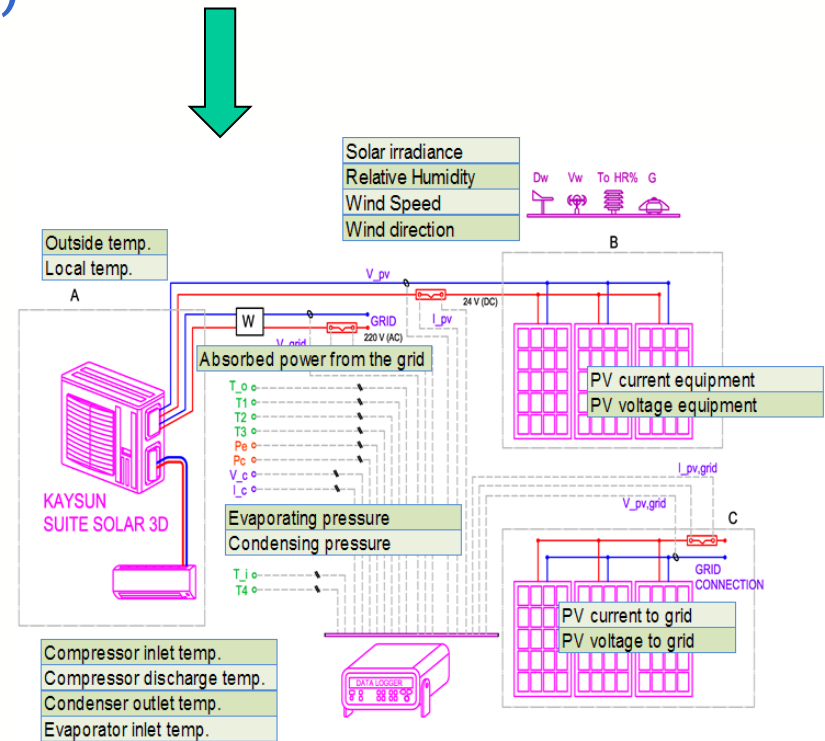 )
Solar irradiance
Relative Humidity
Wind Speed
Wind direction
Dw Vw To HR% G
Outside temp.
Local temp.
A
B
V_pv
24 V (DC)
I_pv
W
GRID
220 V (AC)
V_grid
Absorbed power from the grid
T_o
T1
T2
T3
Pe
Pc
V_c
I_c
PV current equipment
PV voltage equipment
KAYSUN
SUITE SOLAR 3D
Evaporating pressure
Condensing pressure
I_pv,grid
V_pv,grid
C
GRID
CONNECTION
T_i
T4
PV current to grid
PV voltage to grid
Compressor inlet temp.
Compressor discharge temp.
Condenser outlet temp.
Evaporator inlet temp.
DATA LOGGER